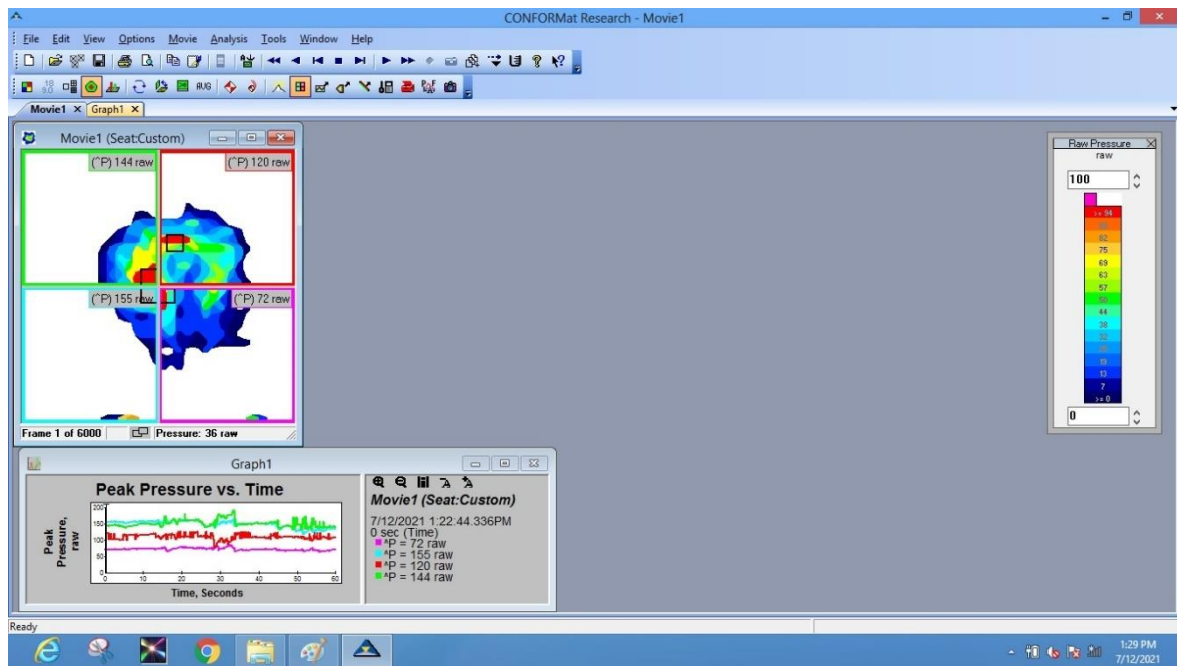 CONFORMat Research - Movie1
File Edit View Options Movie Analysis Tools Window Help
AVG
Movie1 × Graph1 ×
Movie1 (Seat:Custom)
(^P) 144 raw (^P) 120 raw
(^P) 155 raw (^P) 72 raw
Frame 1 of 6000 Pressure: 36 raw
Raw Pressure
raw
100
>= 94
82
75
69
63
57
44
38
19
13
7
>= 0
0
Graph1
Peak Pressure vs. Time
Peak Pressure, raw
200
150
100
50
0
0 10 20 30 40 50 60
Time, Seconds
Movie1 (Seat:Custom)
7/12/2021 1:22:44.336PM
0 sec (Time)
^P = 72 raw
^P = 155 raw
^P = 120 raw
^P = 144 raw
Ready
1:29 PM
7/12/2021